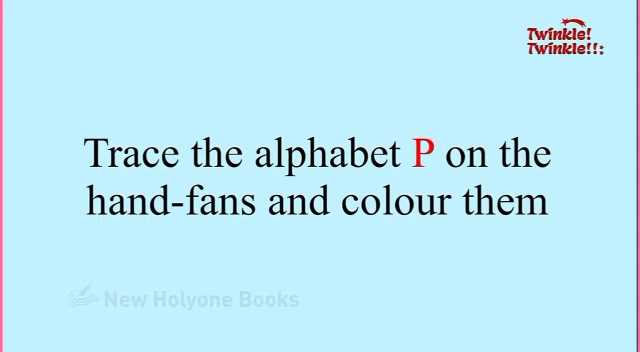 Twinkle!
Twinkle!!:
Trace the alphabet P on the
hand-fans and colour them
New Holyone Books